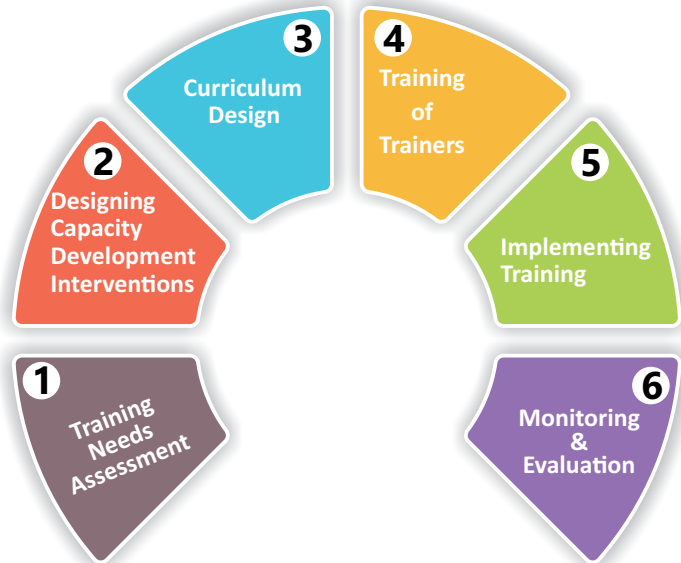 1
Training
Needs
Assessment
2
Designing
Capacity
Development
Interventions
3
Curriculum
Design
4
Training
of
Trainers
5
Implementing
Training
6
Monitoring
&
Evaluation